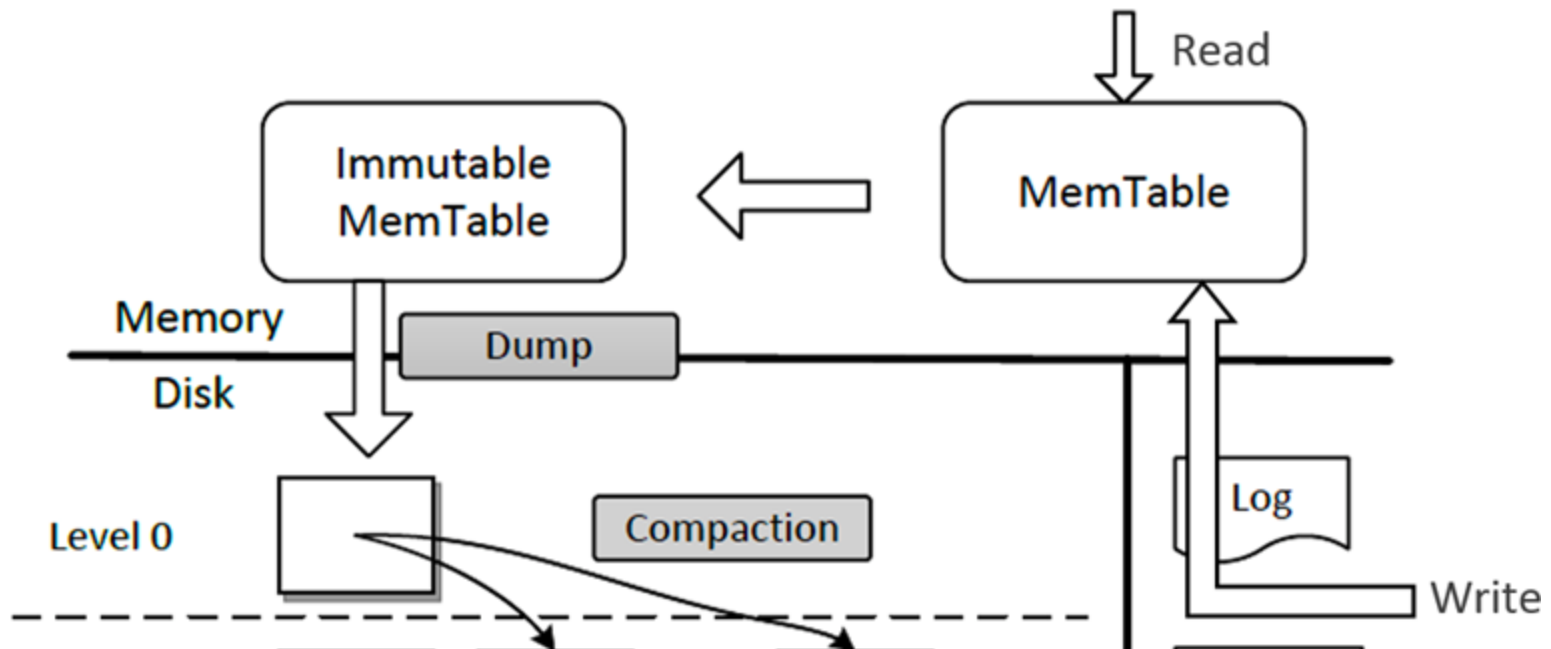 Read
Immutable
MemTable
MemTable
Memory
Dump
Disk
Level 0
Compaction
Log
Write